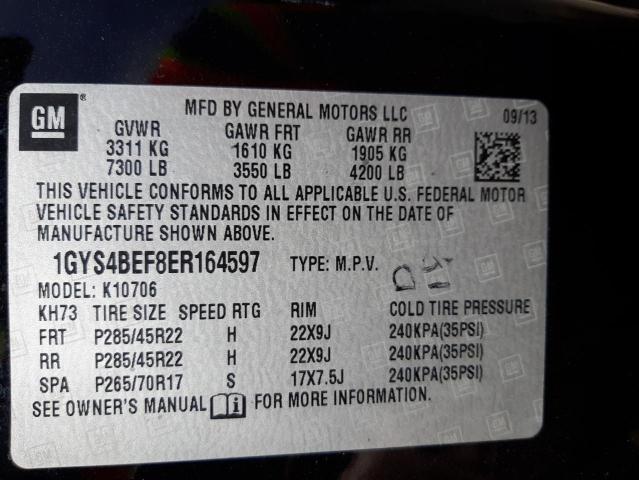 GM ®
MFD BY GENERAL MOTORS LLC 09/13
GVWR GAWR FRT GAWR RR
3311 KG 1610 KG 1905 KG
7300 LB 3550 LB 4200 LB
THIS VEHICLE CONFORMS TO ALL APPLICABLE U.S. FEDERAL MOTOR
VEHICLE SAFETY STANDARDS IN EFFECT ON THE DATE OF
MANUFACTURE SHOWN ABOVE.
1GYS4BEF8ER164597 TYPE: M.P.V.
MODEL: K10706
KH73 TIRE SIZE SPEED RTG RIM COLD TIRE PRESSURE
FRT P285/45R22 H 22X9J 240KPA(35PSI)
RR P285/45R22 H 22X9J 240KPA(35PSI)
SPA P265/70R17 S 17X7.5J 240KPA(35PSI)
SEE OWNER'S MANUAL FOR MORE INFORMATION.